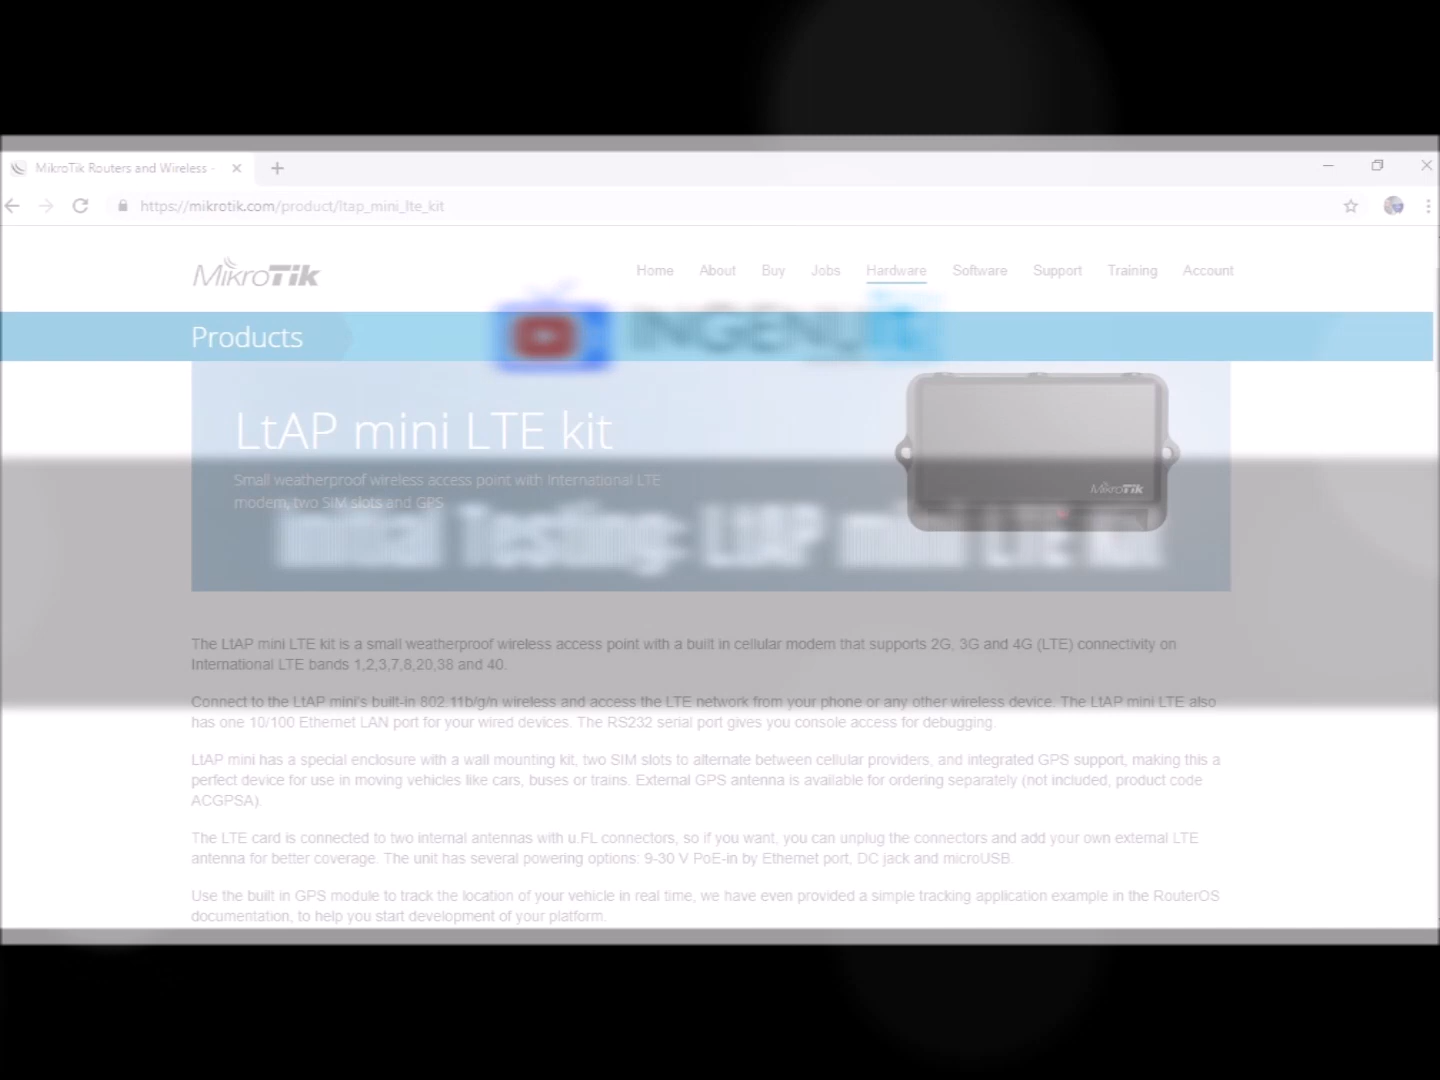 MikroTik Routers and Wireless -
https://mikrotik.com/product/ltap_mini_lte_kit
MikroTik
Home About Buy Jobs Hardware Software Support Training Account
Products
INGENUIT
LtAP mini LTE kit
Small weatherproof wireless access point with International LTE
modem, two SIM slots and GPS
MikroTik
Initial Testing- LtAP mini LTE kit
The LtAP mini LTE kit is a small weatherproof wireless access point with a built in cellular modem that supports 2G, 3G and 4G (LTE) connectivity on
International LTE bands 1,2,3,7,8,20,38 and 40.
Connect to the LtAP mini's built-in 802.11b/g/n wireless and access the LTE network from your phone or any other wireless device. The LtAP mini LTE also
has one 10/100 Ethernet LAN port for your wired devices. The RS232 serial port gives you console access for debugging.
LtAP mini has a special enclosure with a wall mounting kit, two SIM slots to alternate between cellular providers, and integrated GPS support, making this a
perfect device for use in moving vehicles like cars, buses or trains. External GPS antenna is available for ordering separately (not included, product code
ACGPSA).
The LTE card is connected to two internal antennas with u.FL connectors, so if you want, you can unplug the connectors and add your own external LTE
antenna for better coverage. The unit has several powering options: 9-30 V PoE-in by Ethernet port, DC jack and microUSB.
Use the built in GPS module to track the location of your vehicle in real time, we have even provided a simple tracking application example in the RouterOS
documentation, to help you start development of your platform.